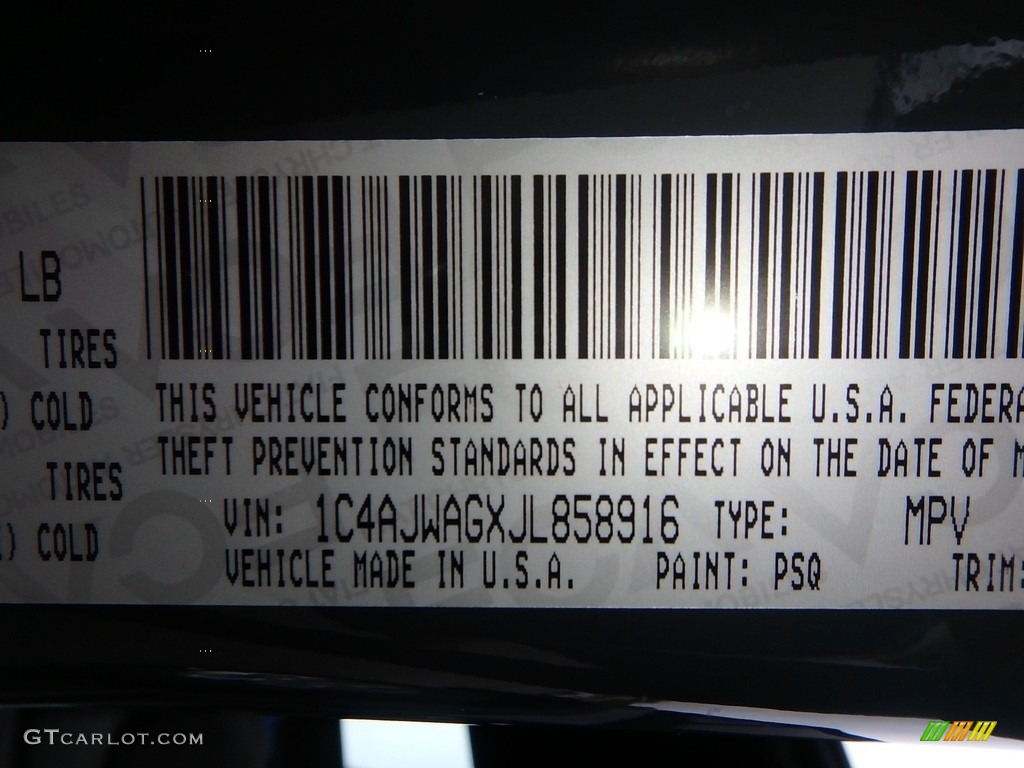 LB
TIRES
) COLD
TIRES
) COLD
THIS VEHICLE CONFORMS TO ALL APPLICABLE U.S.A. FEDERA
THEFT PREVENTION STANDARDS IN EFFECT ON THE DATE OF M
VIN: 1C4AJWAGXJL858916 TYPE: MPV
VEHICLE MADE IN U.S.A. PAINT: PSQ TRIM:
GTCARLOT.COM